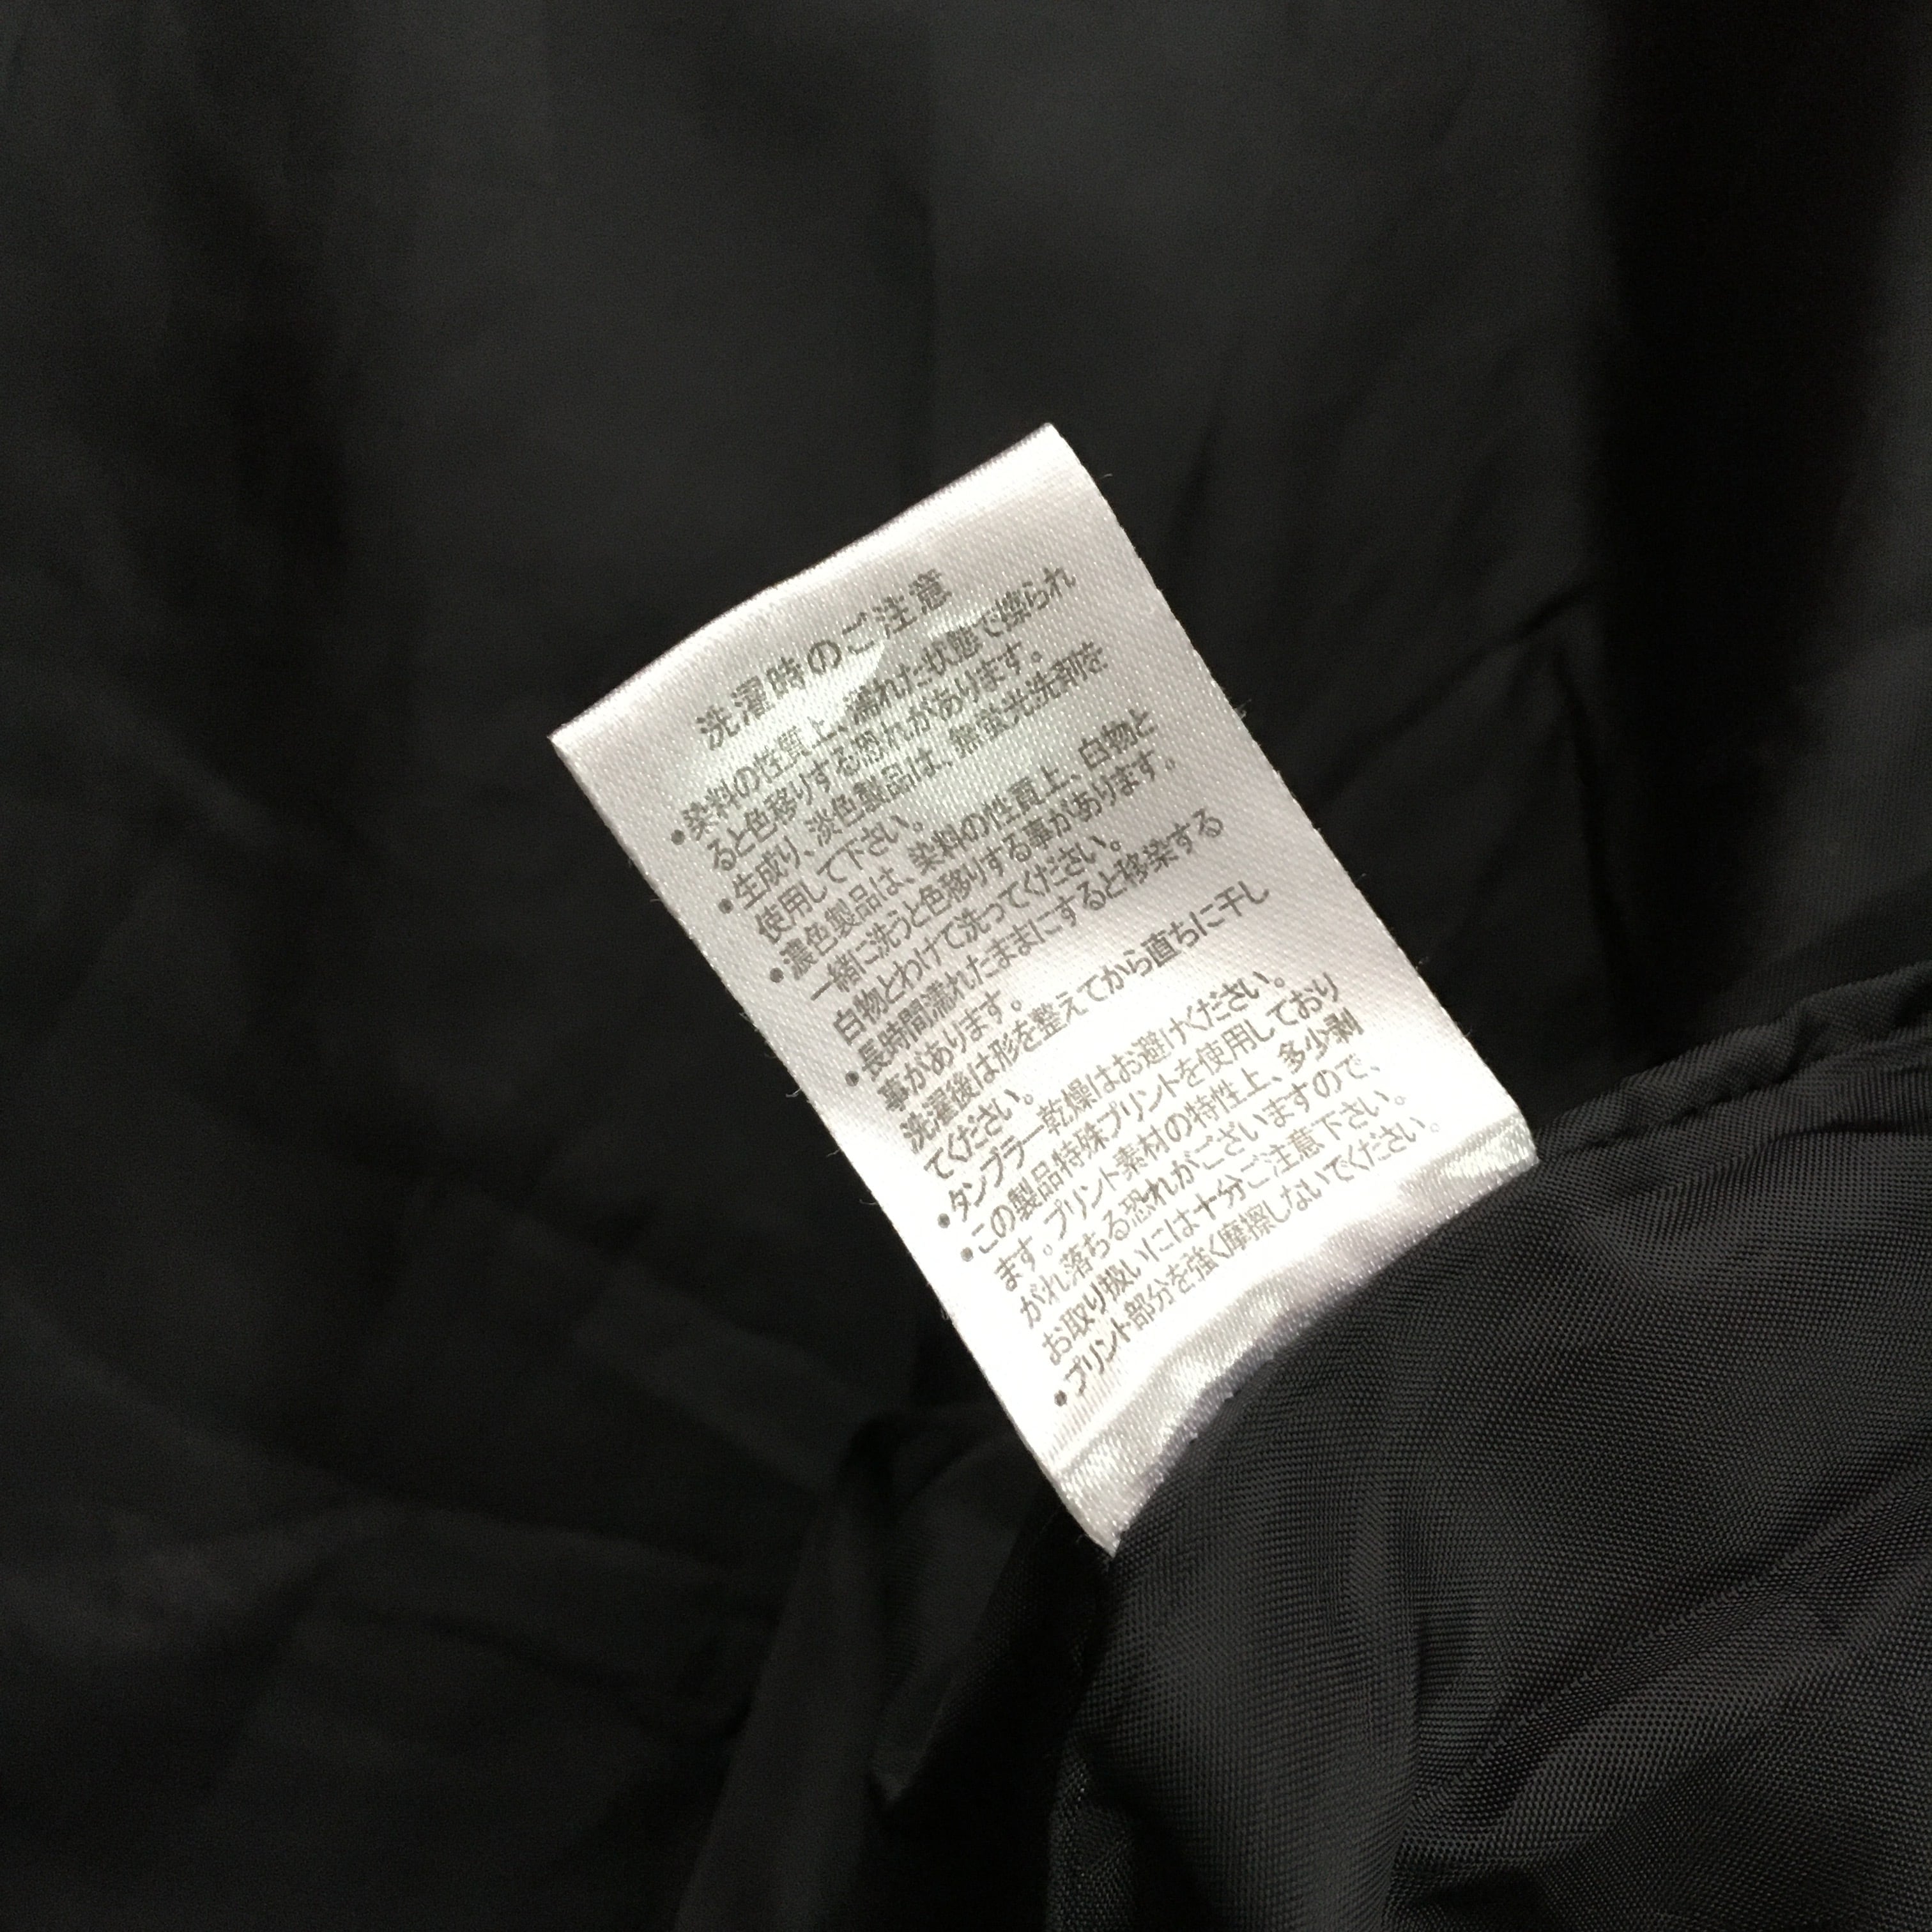 洗濯時のご注意
•染料の性質上、濡れた状態で擦られ
ると色移りする恐れがあります。
•生成り、淡色製品は、無蛍光洗剤を
使用して下さい。
•濃色製品は、染料の性質上、白物と
一緒に洗うと色移りする事があります。
白物とわけて洗ってください。
•長時間濡れたままにすると移染する
事があります。
洗濯後は形を整えてから直ちに干し
てください。
•タンブラー乾燥はお避けください。
•この製品特殊プリントを使用しており
ます。プリント素材の特性上、多少剥
がれ落ちる恐れがございますので、
お取り扱いには十分ご注意下さい。
•プリント部分を強く摩擦しないでください。